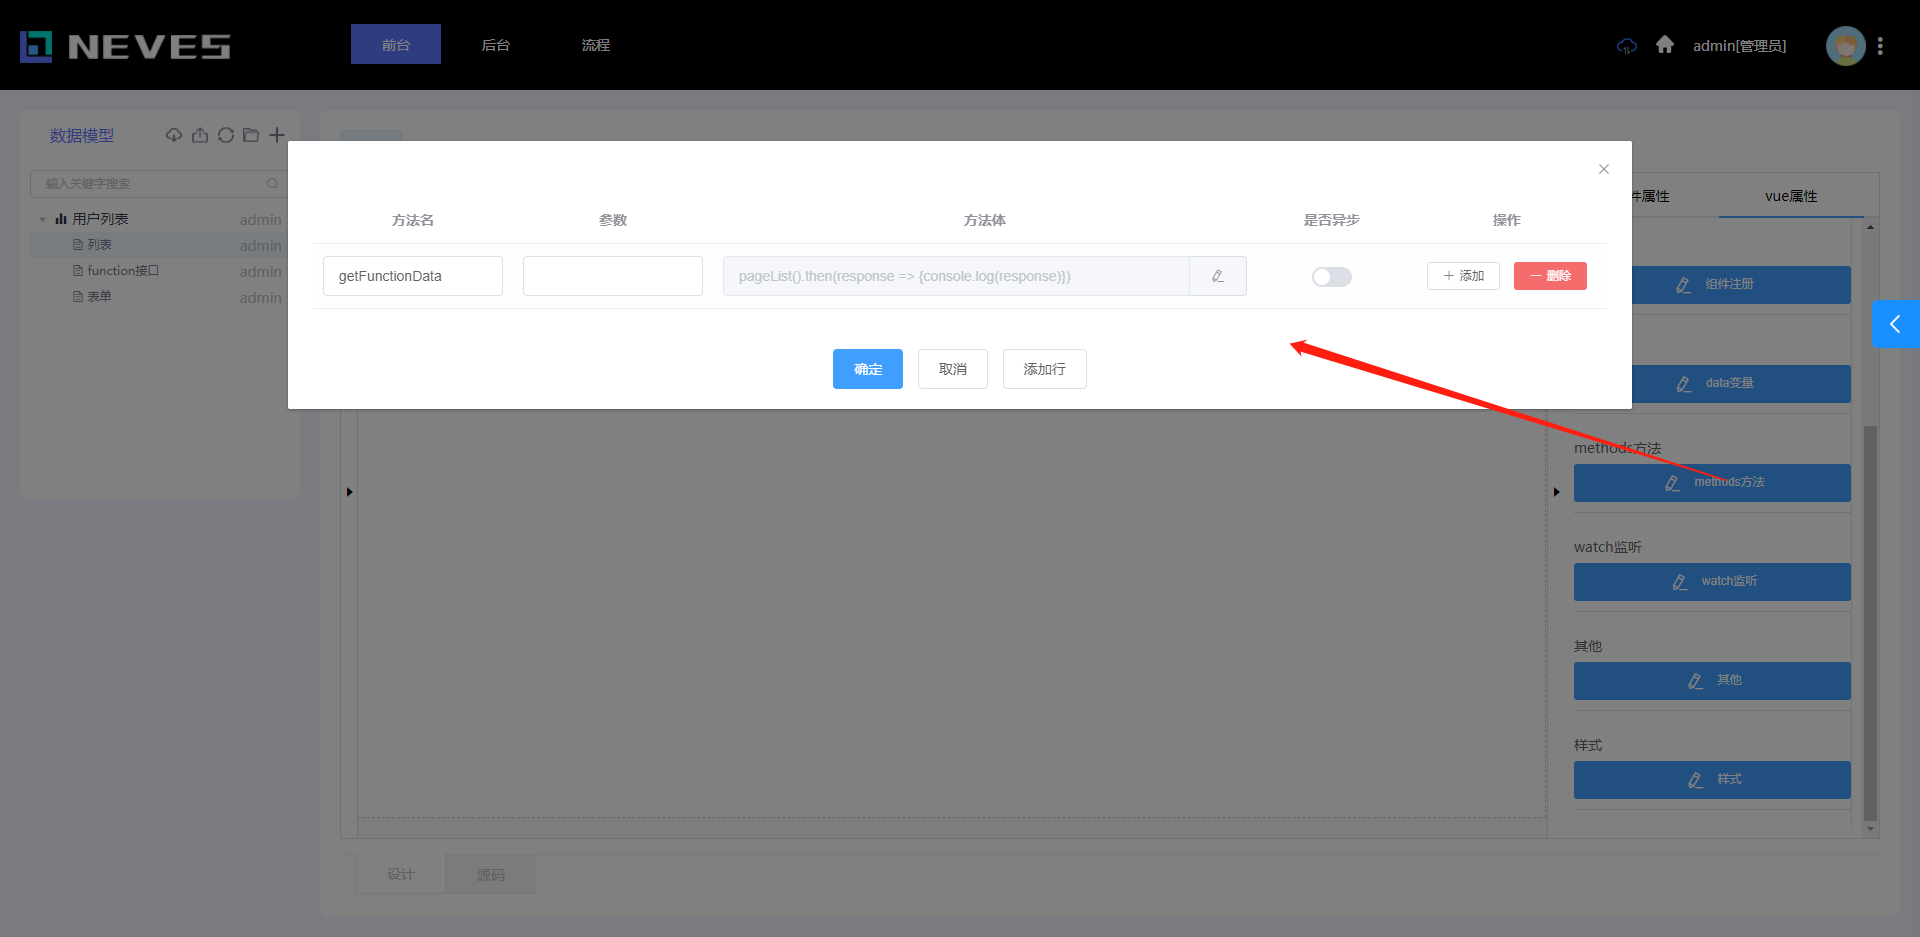 NEVES
前台
后台
流程
admin[管理员]
数据模型
输入关键字搜索
用户列表 admin
列表 admin
function接口 admin
表单 admin
方法名 参数 方法体 是否异步 操作
getFunctionData pageList().then(response => {console.log(response)}) 添加 删除
确定 取消 添加行
件属性 vue属性
组件注册
data变量
methods方法
methods方法
watch监听
watch监听
其他
其他
样式
样式
设计 源码